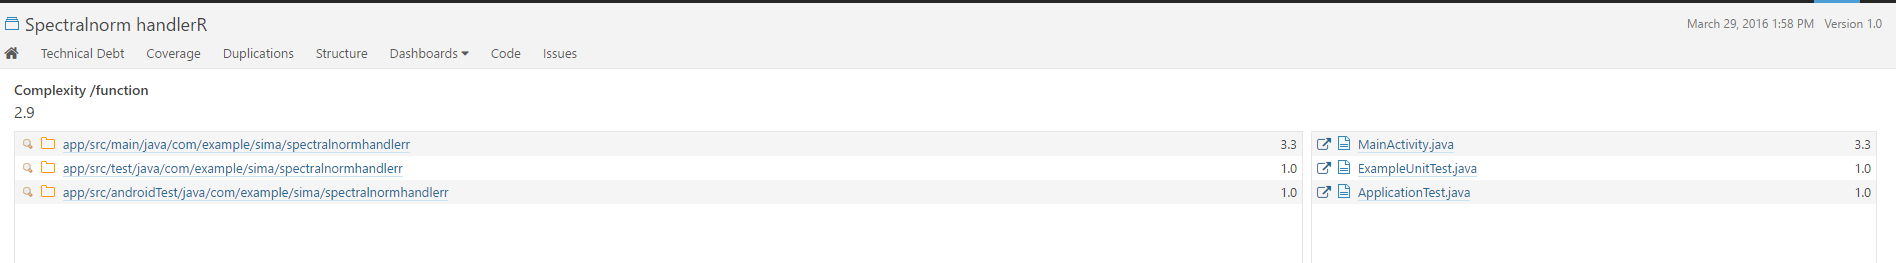 Spectralnorm handlerR
March 29, 2016 1:58 PM Version 1.0
Technical Debt Coverage Duplications Structure Dashboards Code Issues
Complexity /function
2.9
app/src/main/java/com/example/sima/spectralnormhandlerr 3.3
app/src/test/java/com/example/sima/spectralnormhandlerr 1.0
app/src/androidTest/java/com/example/sima/spectralnormhandlerr 1.0
MainActivity.java 3.3
ExampleUnitTest.java 1.0
ApplicationTest.java 1.0